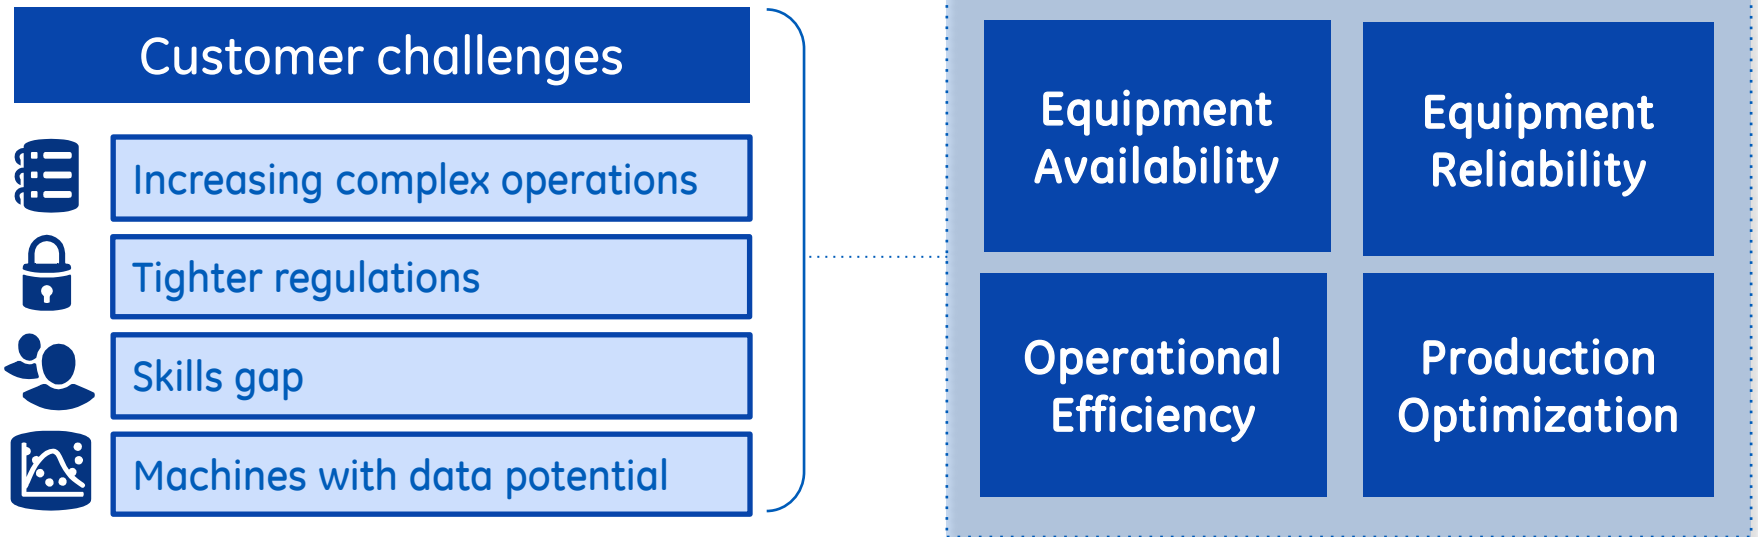 Customer challenges
Increasing complex operations
Tighter regulations
Skills gap
Machines with data potential
Equipment
Availability
Equipment
Reliability
Operational
Efficiency
Production
Optimization